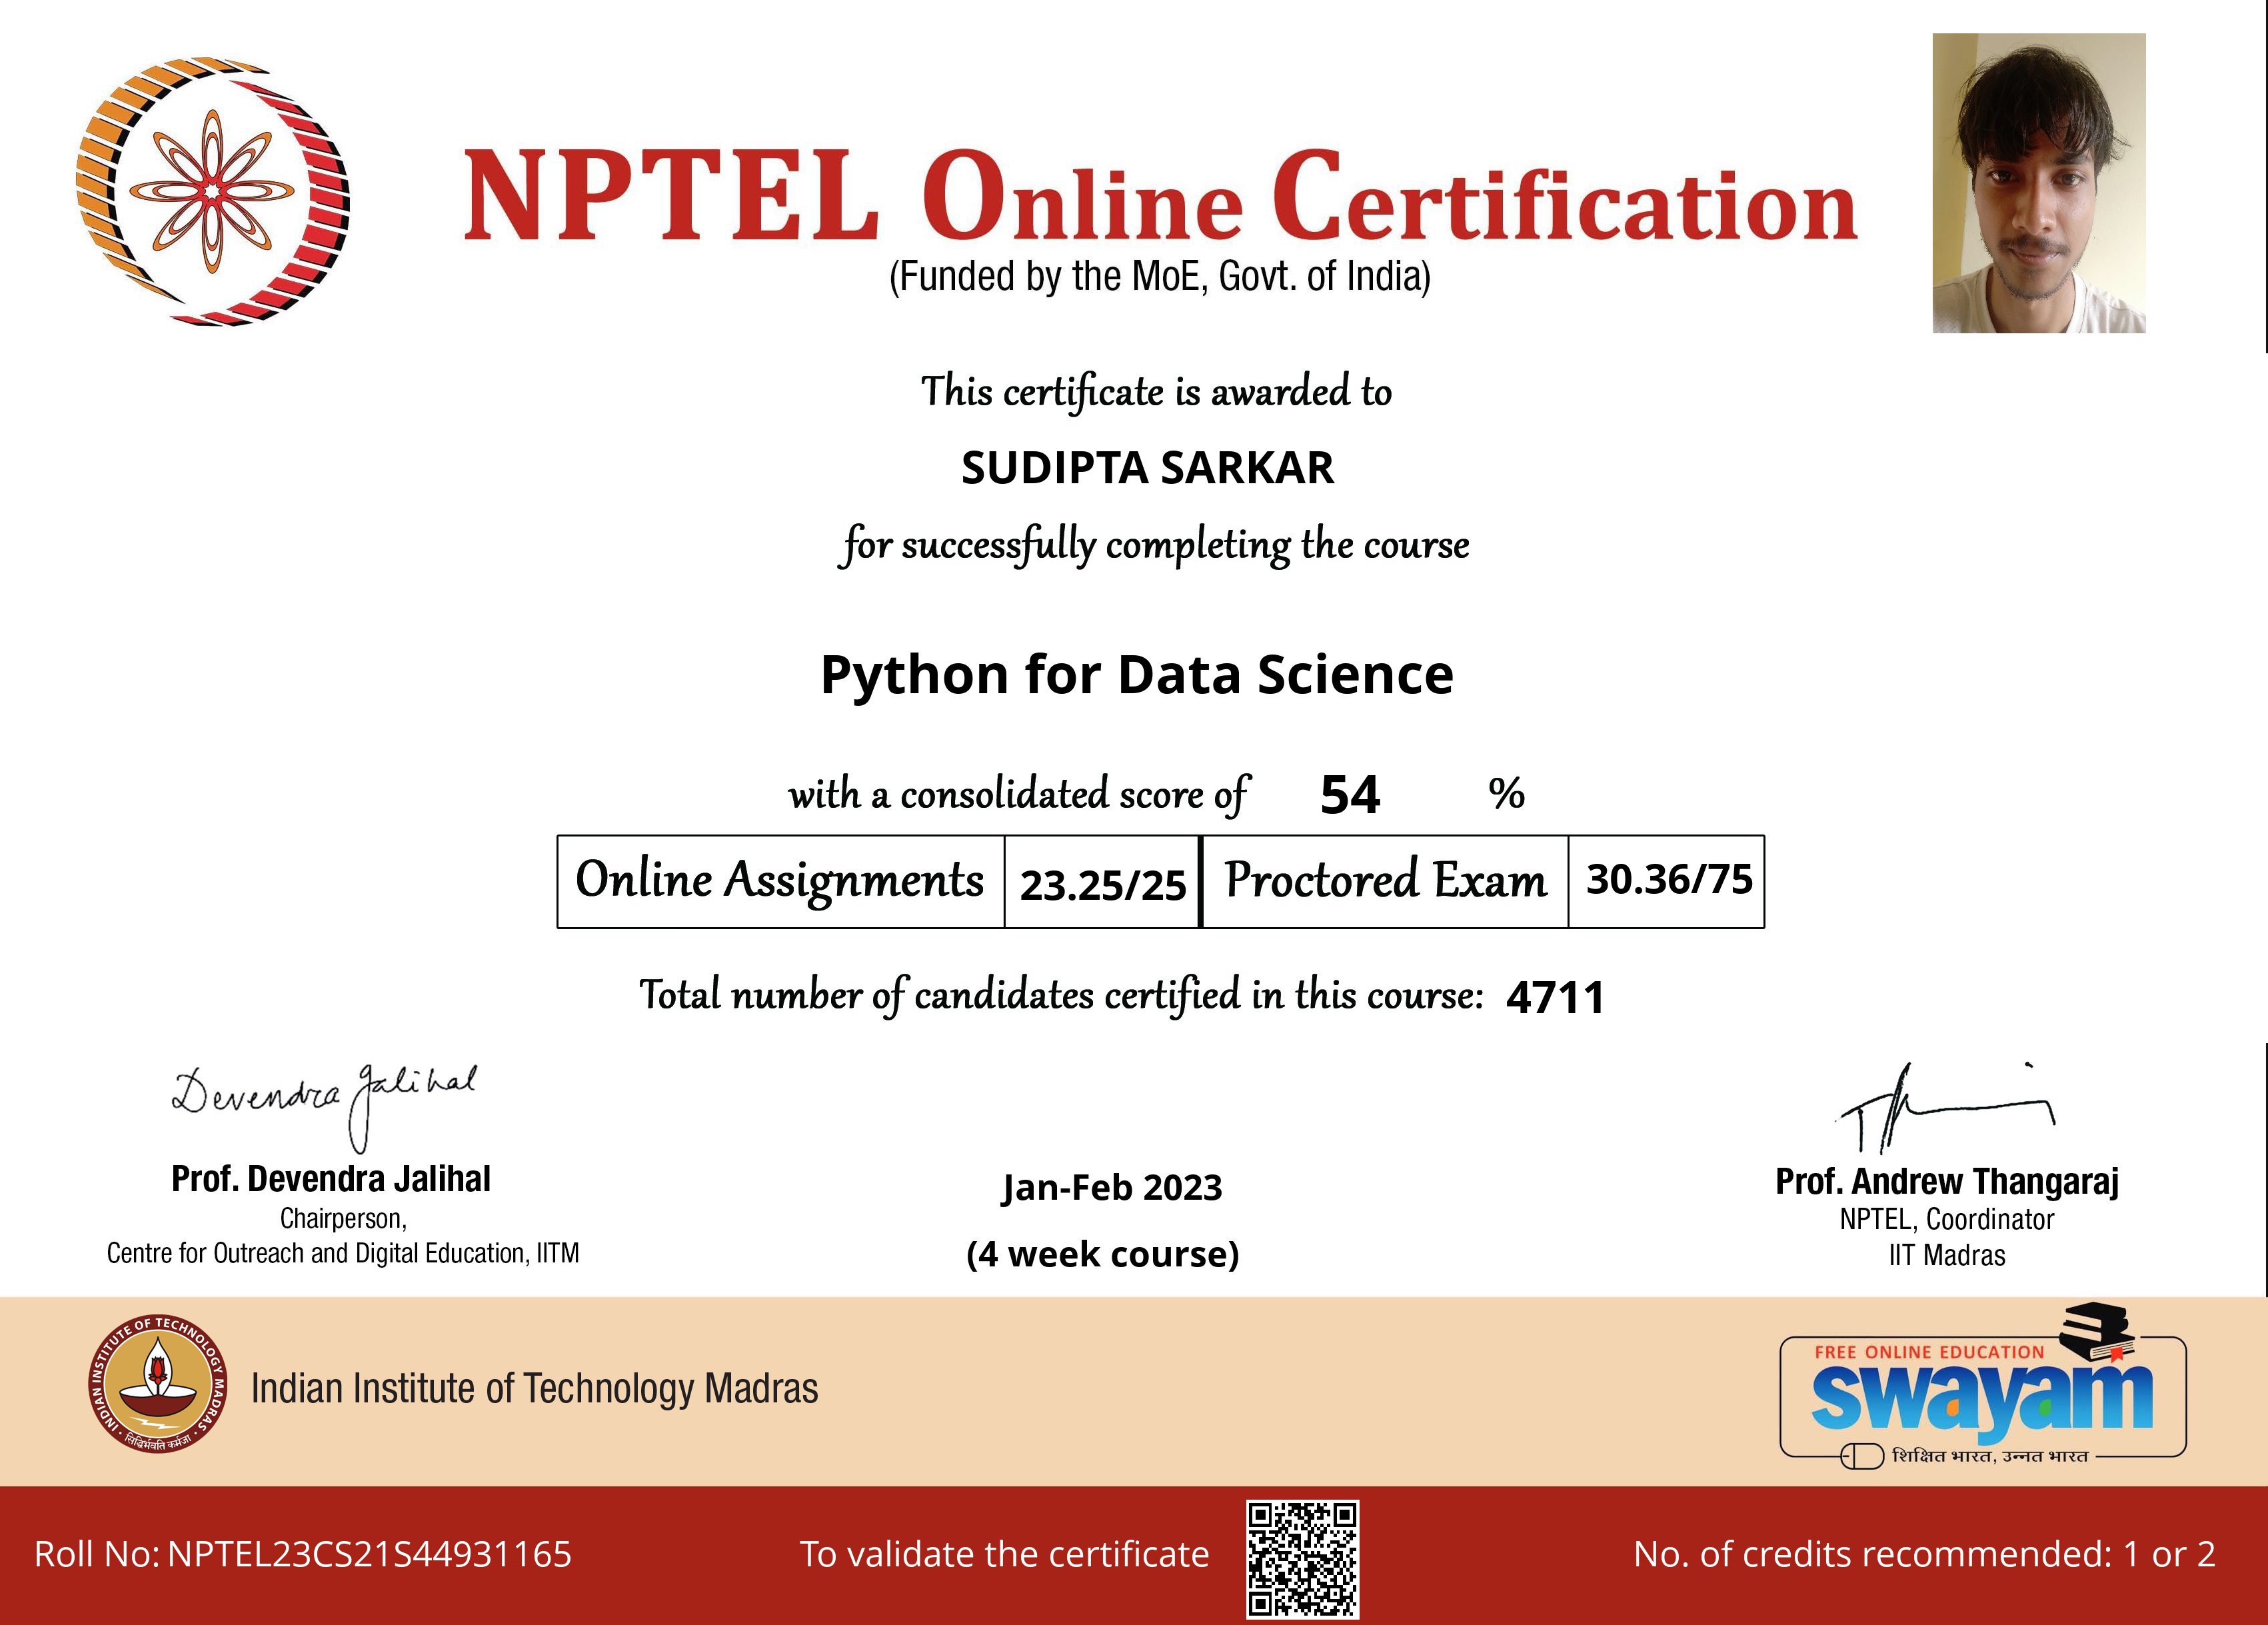 NPTEL Online Certification
(Funded by the MoE, Govt. of India)
This certificate is awarded to
SUDIPTA SARKAR
for successfully completing the course
Python for Data Science
with a consolidated score of 54 %
Online Assignments 23.25/25 Proctored Exam 30.36/75
Total number of candidates certified in this course: 4711
Devendra Jalihal
Prof. Devendra Jalihal
Chairperson,
Centre for Outreach and Digital Education, IITM
Jan-Feb 2023
(4 week course)
Prof. Andrew Thangaraj
NPTEL, Coordinator
IIT Madras
INDIAN INSTITUTE OF TECHNOLOGY MADRAS
सिद्धिर्भवति कर्मजा
Indian Institute of Technology Madras
FREE ONLINE EDUCATION
swayam
शिक्षित भारत, उन्नत भारत
Roll No: NPTEL23CS21S44931165
To validate the certificate
No. of credits recommended: 1 or 2